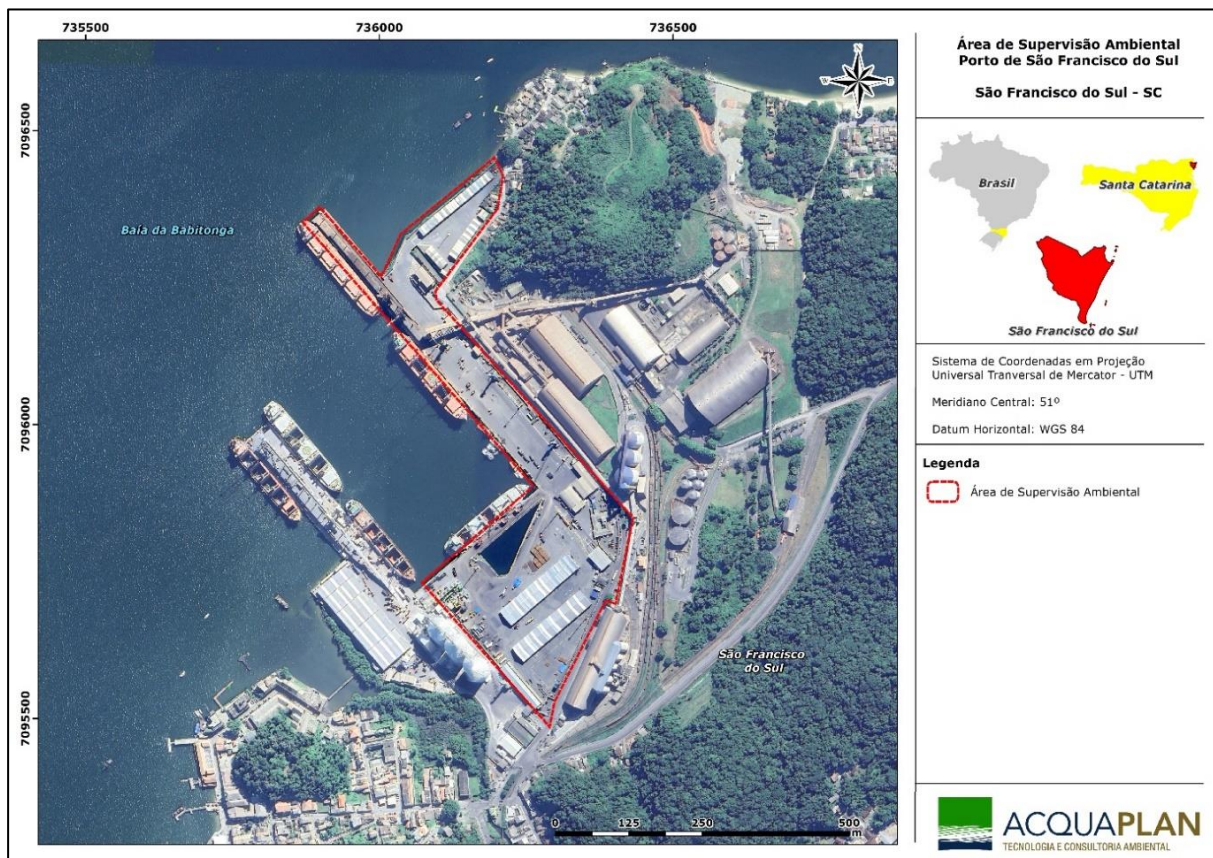 735500
736000
736500
7096500
7096000
7095500
N
W
E
S
Baía da Babitonga
São Francisco
do Sul
0
125
250
500
m
Área de Supervisão Ambiental
Porto de São Francisco do Sul
São Francisco do Sul - SC
Brasil
Santa Catarina
São Francisco do Sul
Sistema de Coordenadas em Projeção
Universal Tranversal de Mercator - UTM
Meridiano Central: 51º
Datum Horizontal: WGS 84
Legenda
Área de Supervisão Ambiental
ACQUAPLAN
TECNOLOGIA E CONSULTORIA AMBIENTAL